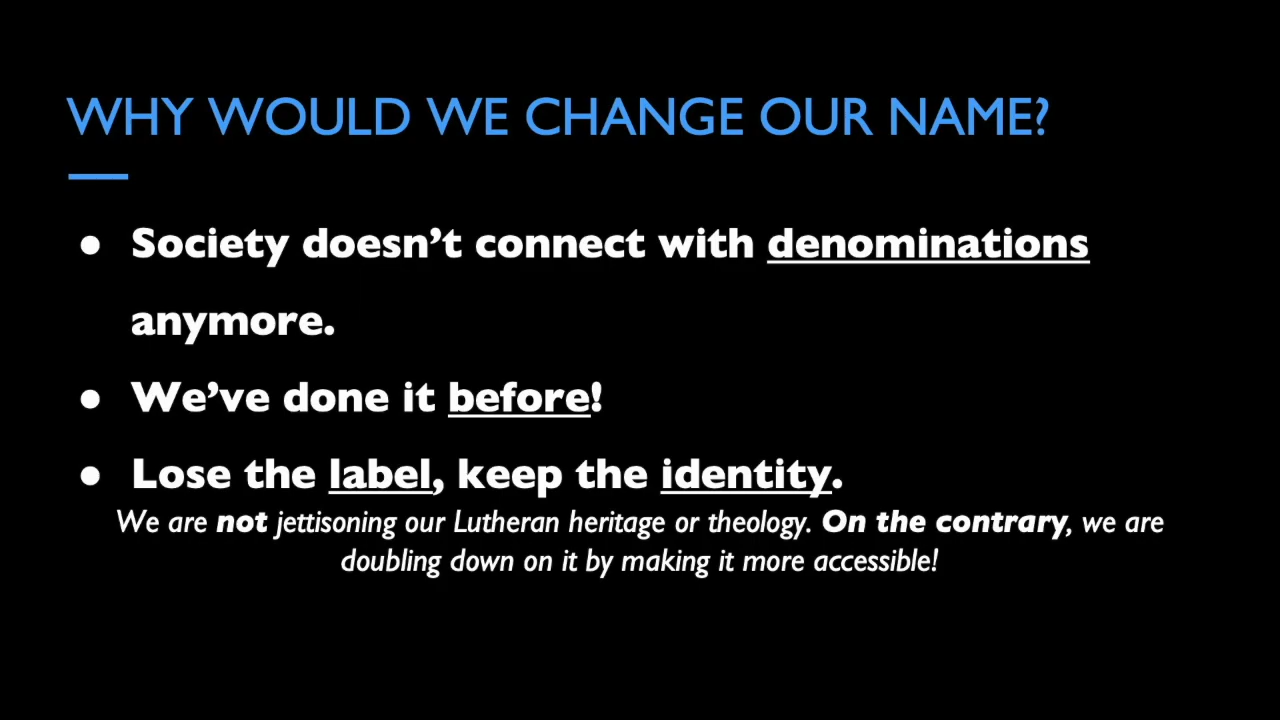 WHY WOULD WE CHANGE OUR NAME?
● Society doesn’t connect with denominations
anymore.
● We’ve done it before!
● Lose the label, keep the identity.
We are not jettisoning our Lutheran heritage or theology. On the contrary, we are
doubling down on it by making it more accessible!